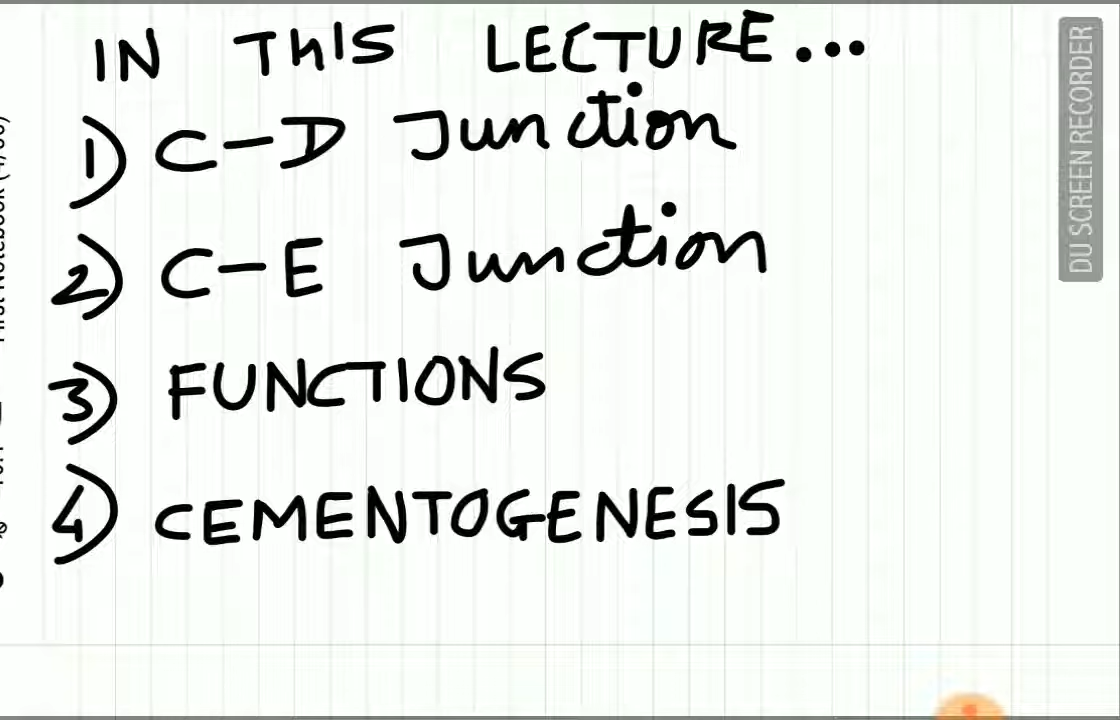 IN THIS LECTURE...
1) C-D Junction
2) C-E Junction
3) FUNCTIONS
4) CEMENTOGENESIS
DU SCREEN RECORDER